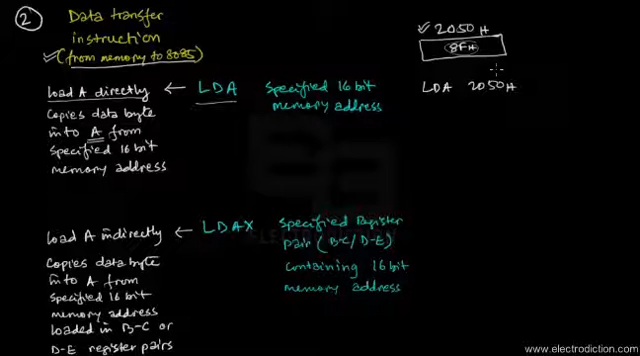 2 Data transfer
instruction
(from memory to 8085)
2050 H
8FH
load A directly ← LDA Specified 16 bit
memory address
LDA 2050H
Copies data byte
into A from
specified 16 bit
memory address
load A indirectly ← LDAX Specified Register
pair (B-C/D-E)
containing 16 bit
memory address
Copies data byte
into A from
specified 16 bit
memory address
loaded in B-C or
D-E register pairs
www.electrodiction.com